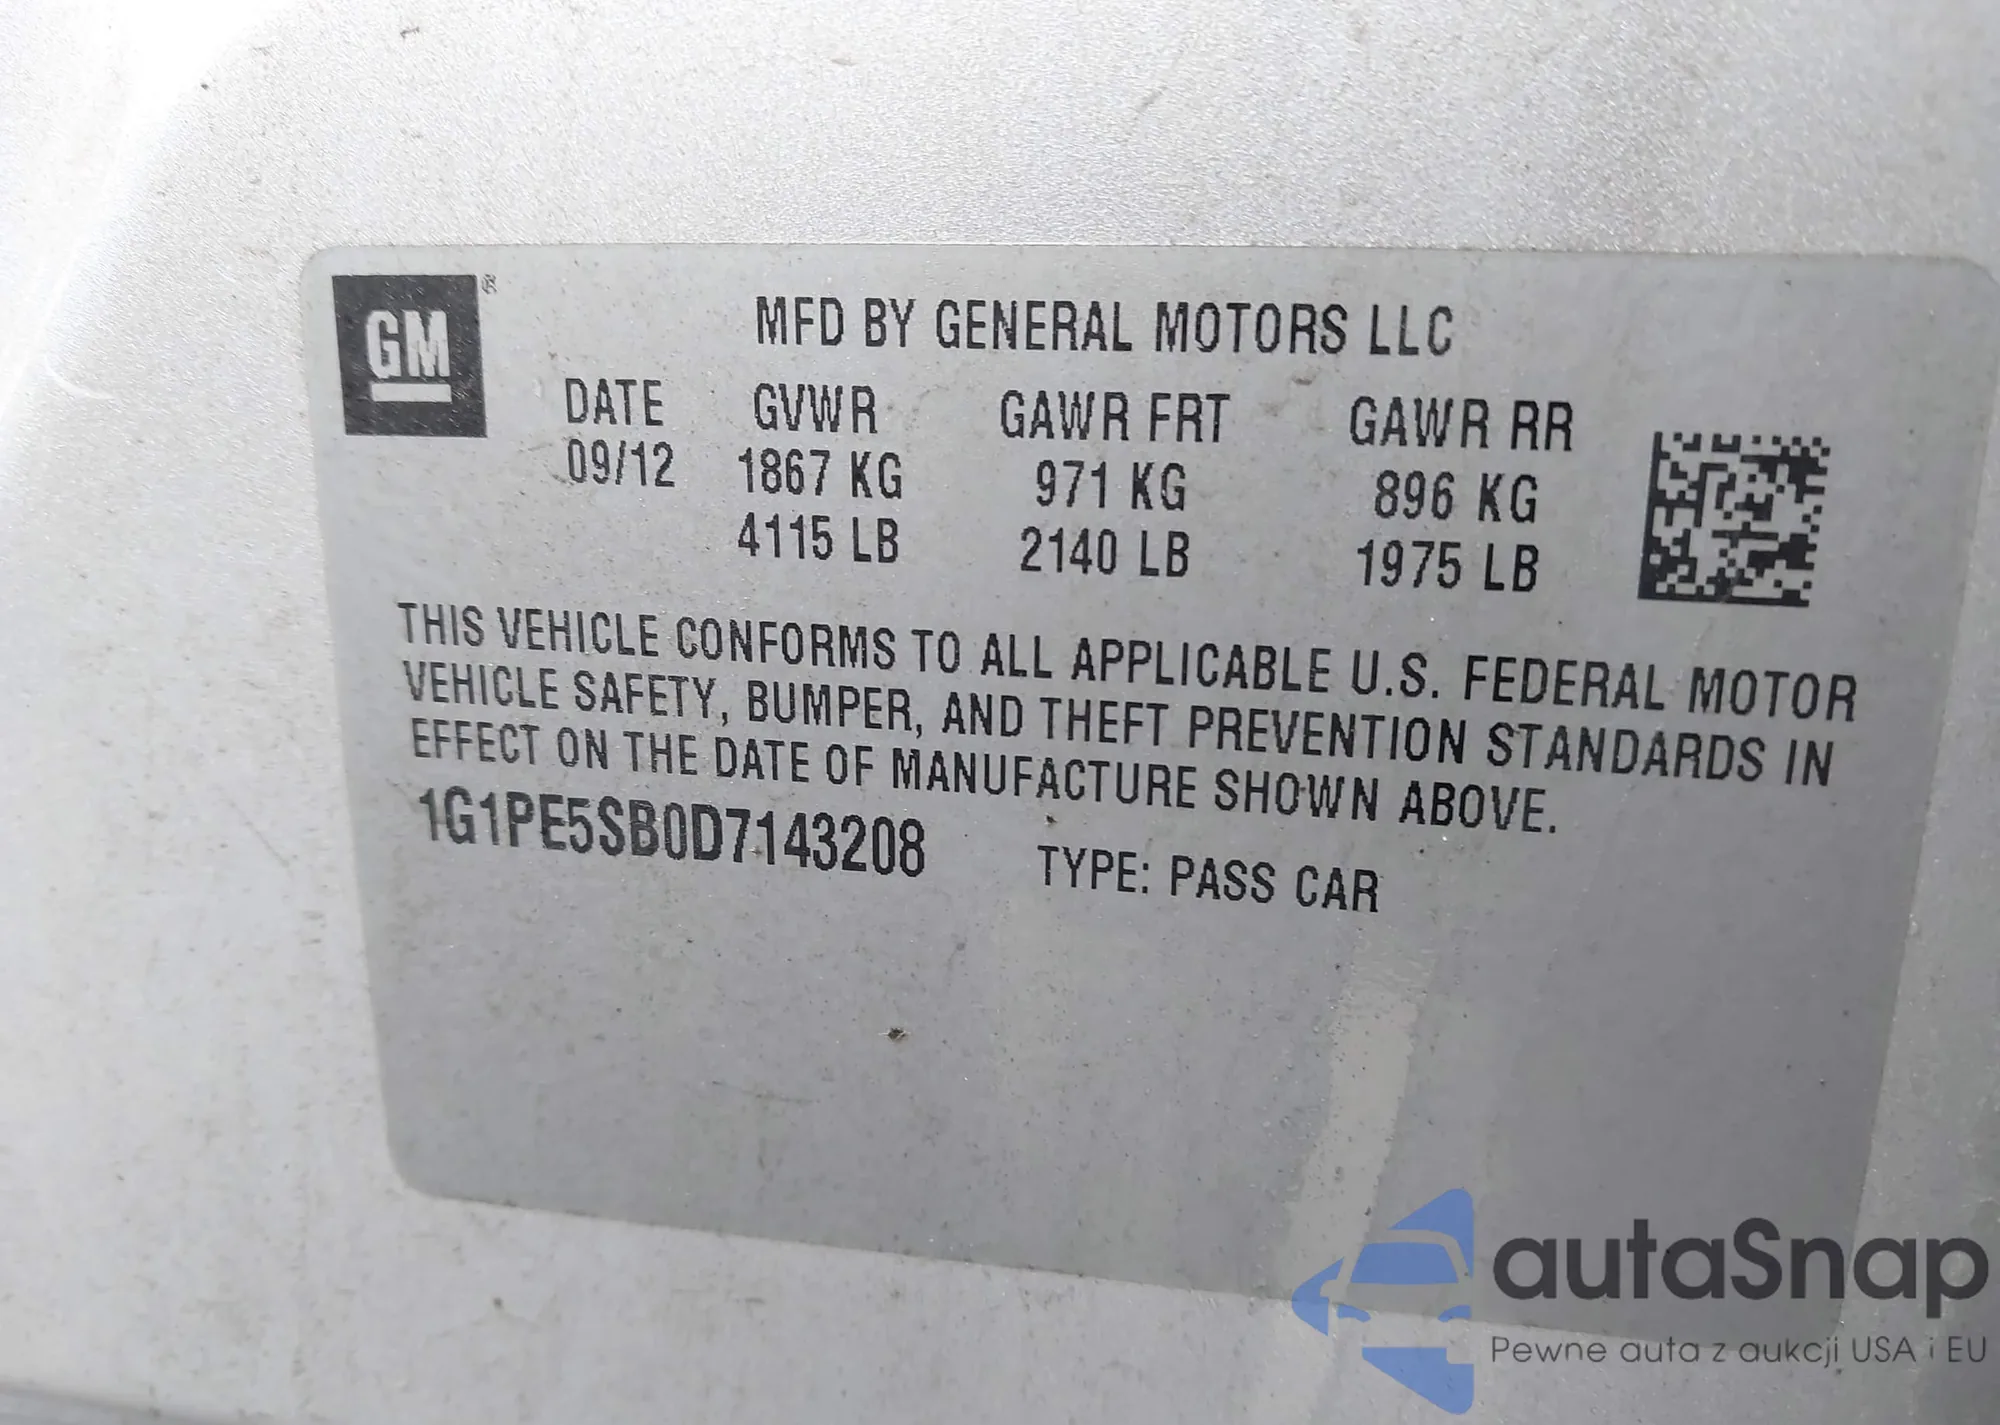 GM ®
MFD BY GENERAL MOTORS LLC
DATE GVWR GAWR FRT GAWR RR
09/12 1867 KG 971 KG 896 KG
4115 LB 2140 LB 1975 LB
THIS VEHICLE CONFORMS TO ALL APPLICABLE U.S. FEDERAL MOTOR
VEHICLE SAFETY, BUMPER, AND THEFT PREVENTION STANDARDS IN
EFFECT ON THE DATE OF MANUFACTURE SHOWN ABOVE.
1G1PE5SB0D7143208 TYPE: PASS CAR
autaSnap
Pewne auta z aukcji USA i EU